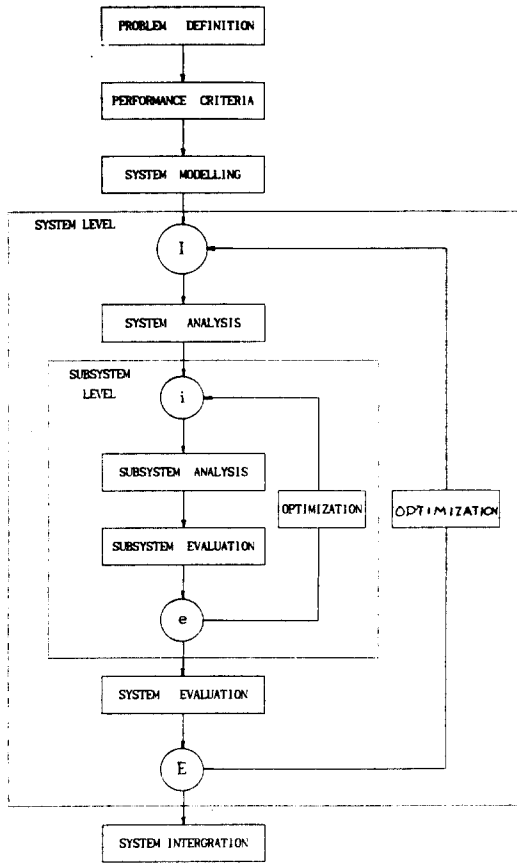 PROBLEM DEFINITION
PERFORMANCE CRITERIA
SYSTEM MODELLING
SYSTEM LEVEL
I
SYSTEM ANALYSIS
SUBSYSTEM
LEVEL
i
SUBSYSTEM ANALYSIS
OPTIMIZATION
OPTIMIZATION
SUBSYSTEM EVALUATION
e
SYSTEM EVALUATION
E
SYSTEM INTERGRATION